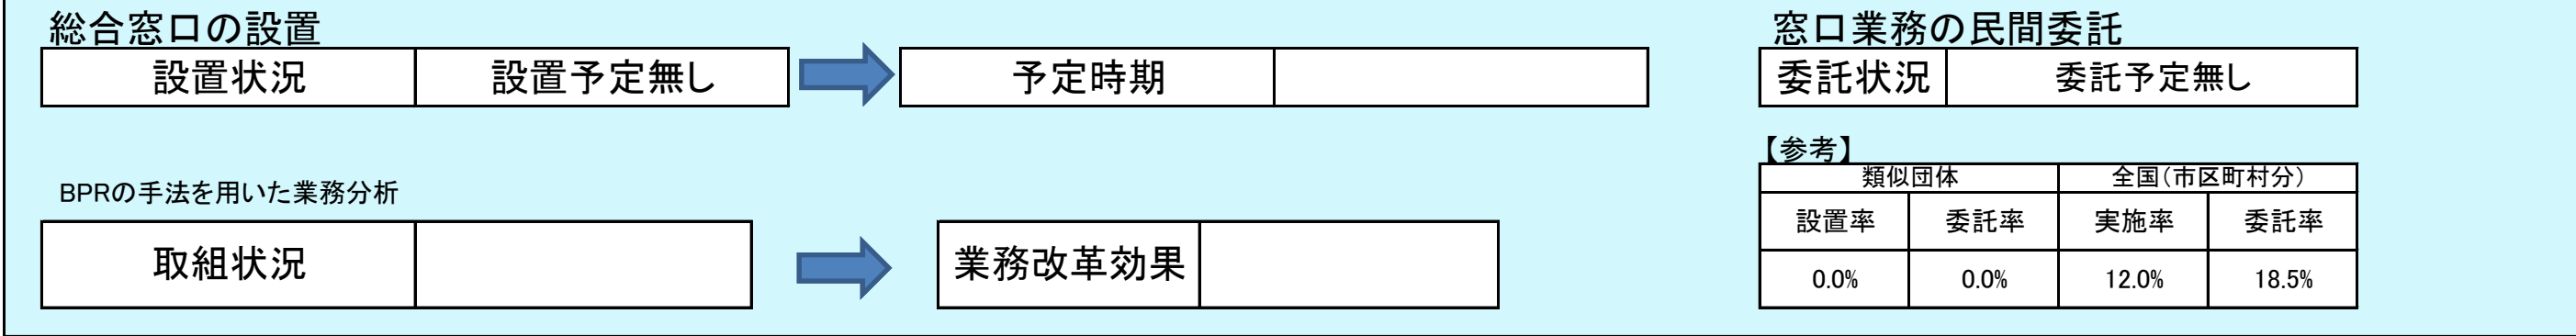 総合窓口の設置
設置状況 設置予定無し 予定時期
窓口業務の民間委託
委託状況 委託予定無し
BPRの手法を用いた業務分析
取組状況 業務改革効果
【参考】
類似団体 全国(市区町村分)
設置率 委託率 実施率 委託率
0.0% 0.0% 12.0% 18.5%